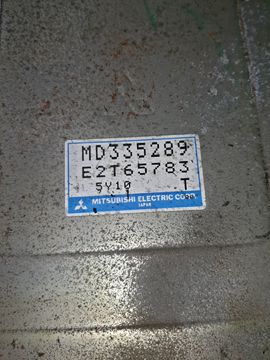 MD335289
E2T65783
5Y10 T
MITSUBISHI ELECTRIC CORP.
JAPAN